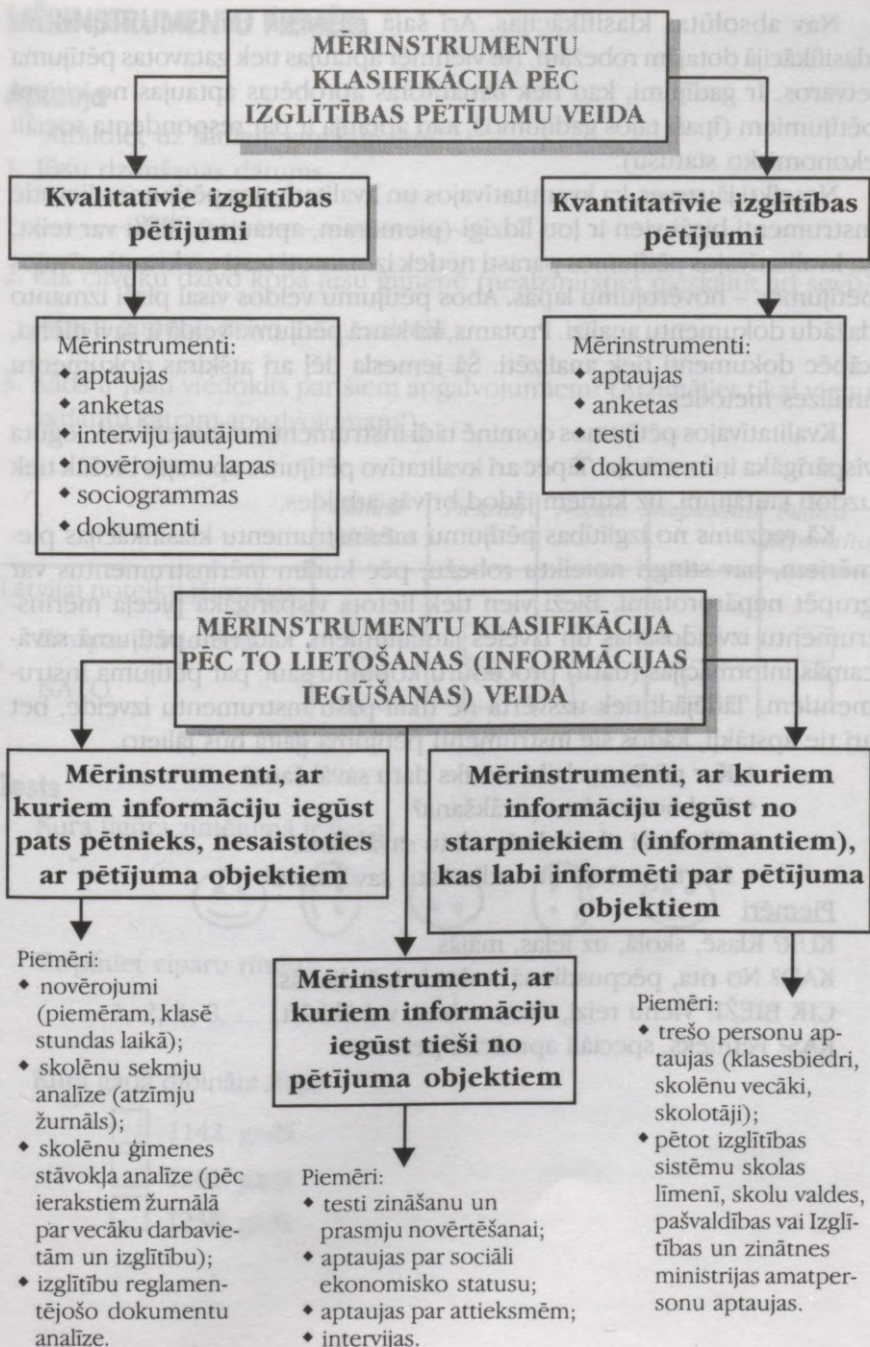 MĒRINSTRUMENTU
KLASIFIKĀCIJA PĒC
IZGLĪTĪBAS PĒTĪJUMU VEIDA
Kvalitatīvie izglītības
pētījumi
Kvantitatīvie izglītības
pētījumi
Mērinstrumenti:
◆ aptaujas
◆ anketas
◆ interviju jautājumi
◆ novērojumu lapas
◆ sociogrammas
◆ dokumenti
Mērinstrumenti:
◆ aptaujas
◆ anketas
◆ testi
◆ dokumenti
MĒRINSTRUMENTU KLASIFIKĀCIJA
PĒC TO LIETOŠANAS (INFORMĀCIJAS
IEGŪŠANAS) VEIDA
Mērinstrumenti, ar
kuriem informāciju iegūst
pats pētnieks, nesaistoties
ar pētījuma objektiem
Mērinstrumenti, ar kuriem
informāciju iegūst no
starpniekiem (informantiem),
kas labi informēti par pētījuma
objektiem
Piemēri:
◆ novērojumi
(piemēram, klasē
stundas laikā);
◆ skolēnu sekmju
analīze (atzīmju
žurnāls);
◆ skolēnu ģimenes
stāvokļa analīze (pēc
ierakstiem žurnālā
par vecāku darbavie-
tām un izglītību);
◆ izglītību reglamen-
tējošo dokumentu
analīze.
Mērinstrumenti, ar
kuriem informāciju
iegūst tieši no
pētījuma objektiem
Piemēri:
◆ testi zināšanu un
prasmju novērtēšanai;
◆ aptaujas par sociāli
ekonomisko statusu;
◆ aptaujas par attieksmēm;
◆ intervijas.
Piemēri:
◆ trešo personu ap-
taujas (klasesbiedri,
skolēnu vecāki,
skolotāji);
◆ pētot izglītības
sistēmu skolas
līmenī, skolu valdes,
pašvaldības vai Izglī-
tības un zinātnes
ministrijas amatper-
sonu aptaujas.